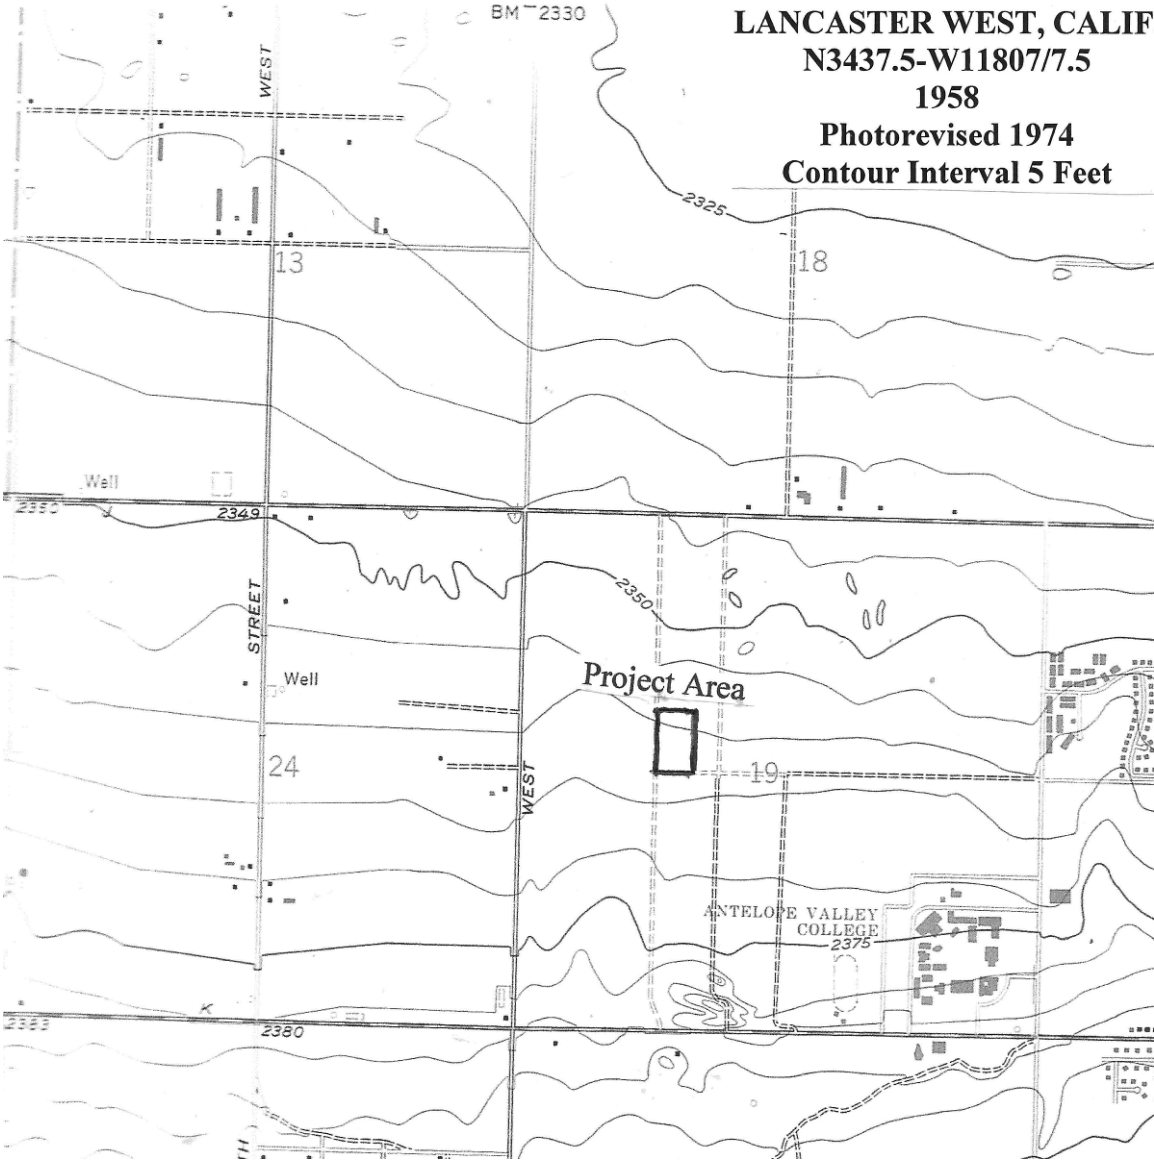 BM 2330
LANCASTER WEST, CALIF
N3437.5-W11807/7.5
1958
Photorevised 1974
Contour Interval 5 Feet
WEST
2325
13
18
Well
2350
2349
STREET
2350
Well
Project Area
24
19
WEST
ANTELOPE VALLEY
COLLEGE
2375
K
2380
TH